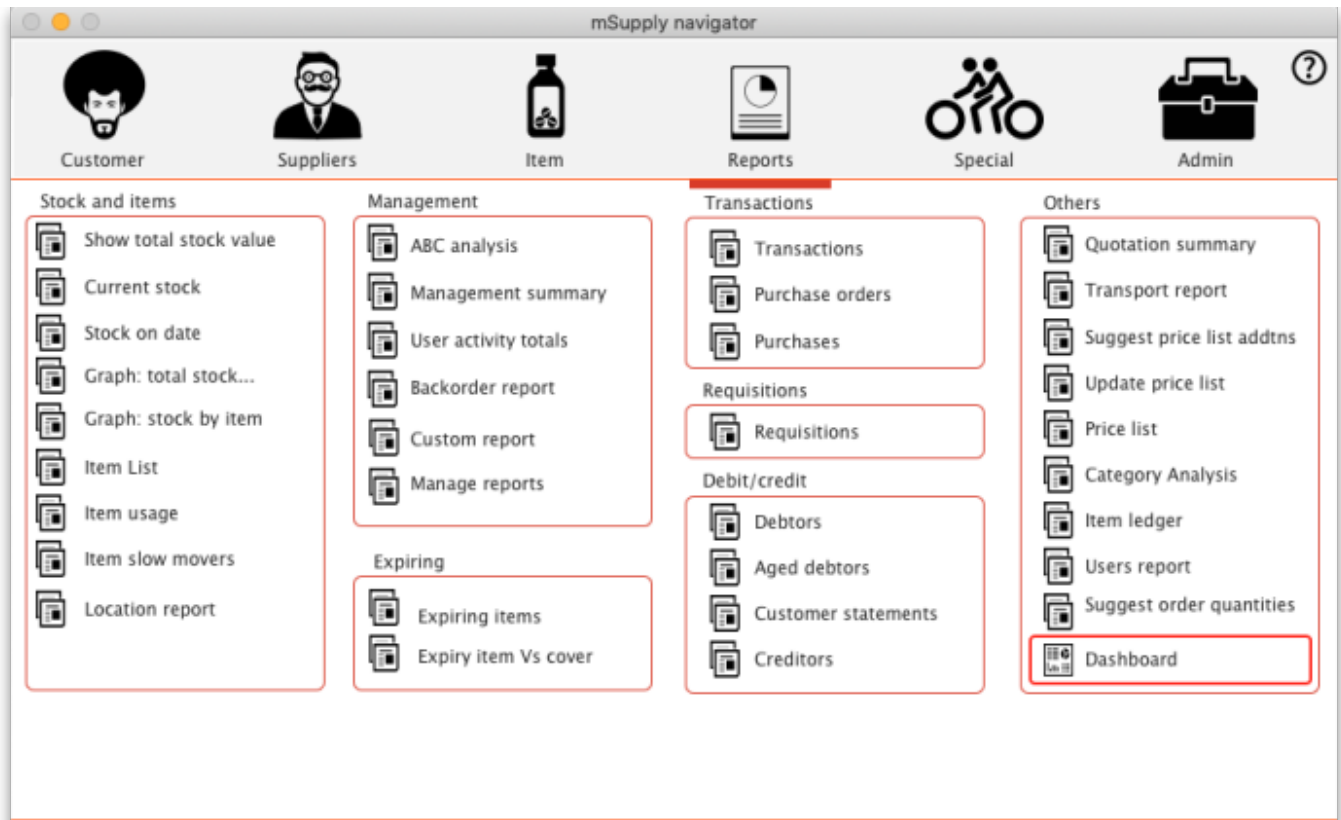 mSupply navigator
?
Customer
Suppliers
Item
Reports
Special
Admin
Stock and items
Show total stock value
Current stock
Stock on date
Graph: total stock...
Graph: stock by item
Item List
Item usage
Item slow movers
Location report
Management
ABC analysis
Management summary
User activity totals
Backorder report
Custom report
Manage reports
Expiring
Expiring items
Expiry item Vs cover
Transactions
Transactions
Purchase orders
Purchases
Requisitions
Requisitions
Debit/credit
Debtors
Aged debtors
Customer statements
Creditors
Others
Quotation summary
Transport report
Suggest price list addtns
Update price list
Price list
Category Analysis
Item ledger
Users report
Suggest order quantities
Dashboard